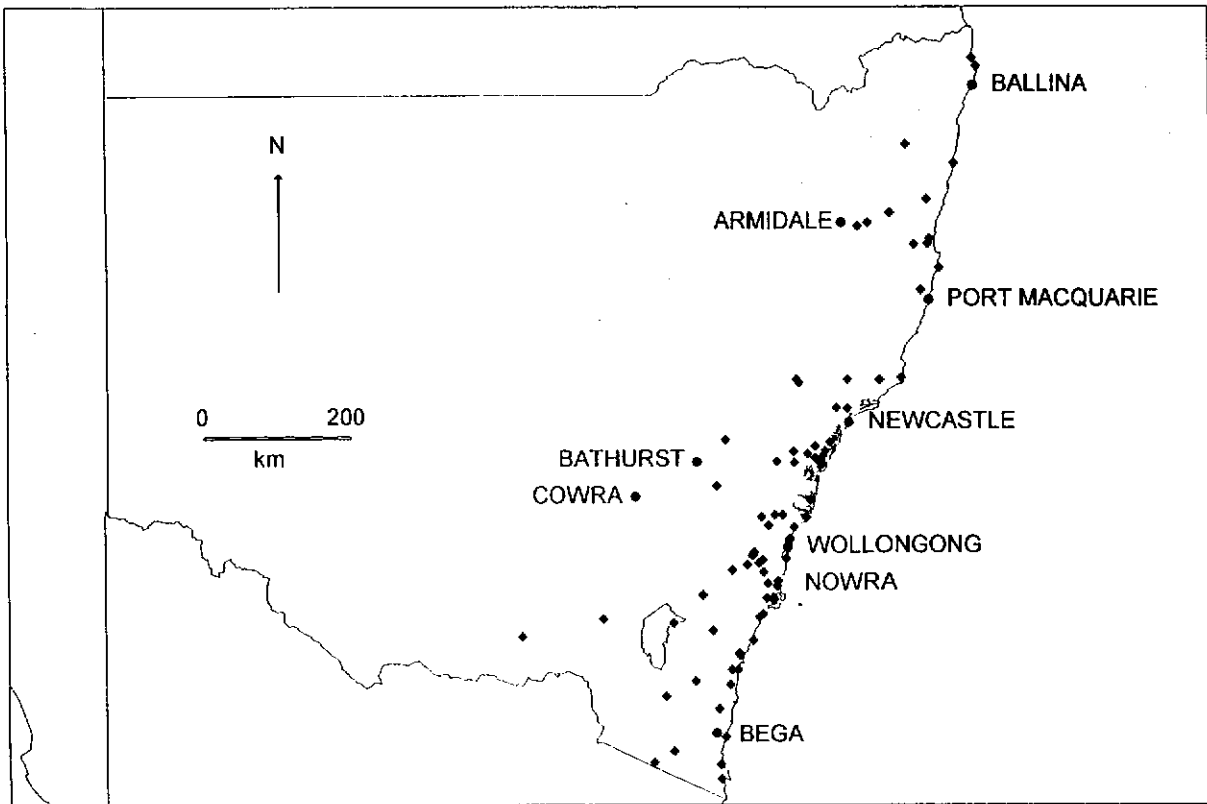 BALLINA
N
ARMIDALE
PORT MACQUARIE
0 200
km
NEWCASTLE
BATHURST
COWRA
WOLLONGONG
NOWRA
BEGA